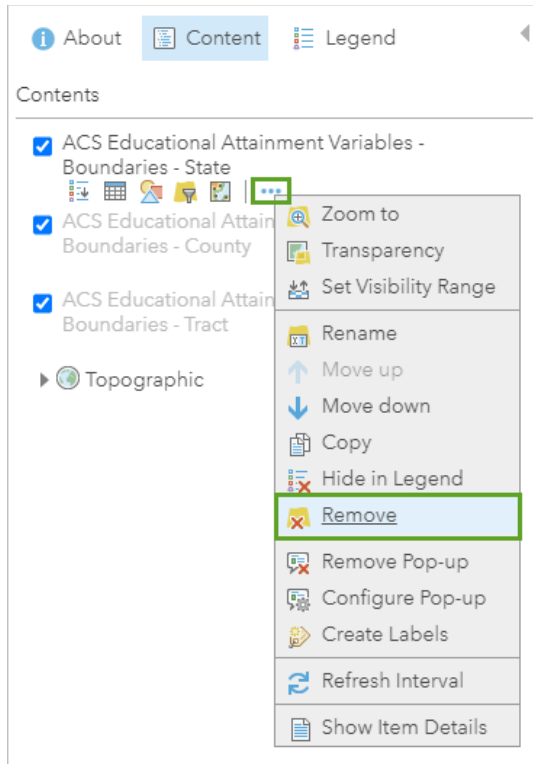 About Content Legend
Contents
ACS Educational Attainment Variables -
Boundaries - State
ACS Educational Attain
Boundaries - County
ACS Educational Attain
Boundaries - Tract
Topographic
Zoom to
Transparency
Set Visibility Range
Rename
Move up
Move down
Copy
Hide in Legend
Remove
Remove Pop-up
Configure Pop-up
Create Labels
Refresh Interval
Show Item Details